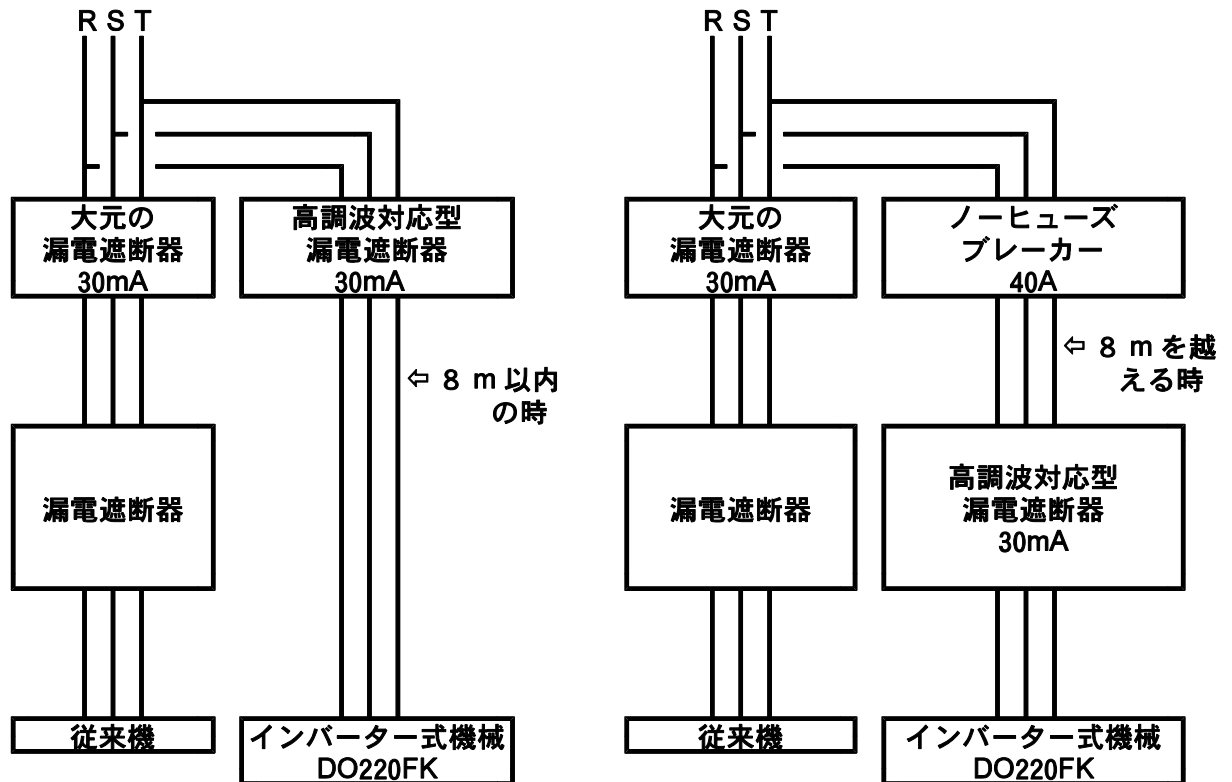 R S T
大元の
漏電遮断器
30mA
高調波対応型
漏電遮断器
30mA
⇦ 8 m 以内
の時
漏電遮断器
従来機
インバーター式機械
DO220FK
R S T
大元の
漏電遮断器
30mA
ノーヒューズ
ブレーカー
40A
⇦ 8 m を越
える時
漏電遮断器
高調波対応型
漏電遮断器
30mA
従来機
インバーター式機械
DO220FK